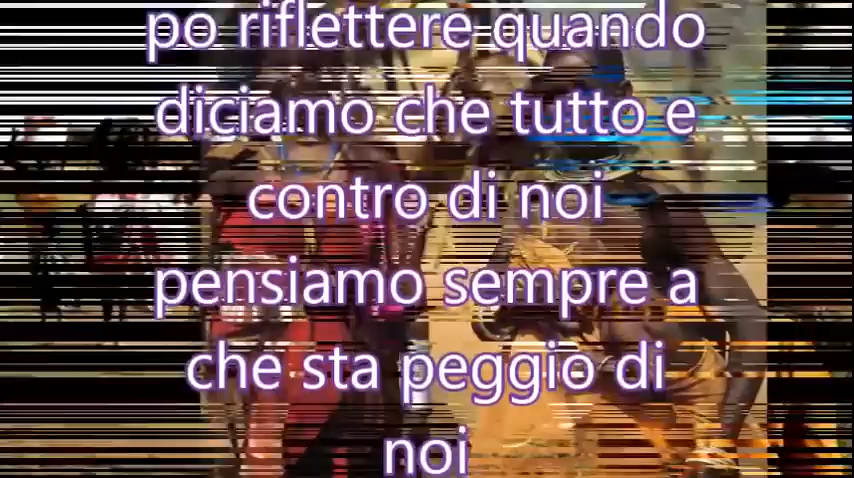 po riflettere quando
diciamo che tutto e
contro di noi
pensiamo sempre a
che sta peggio di
noi